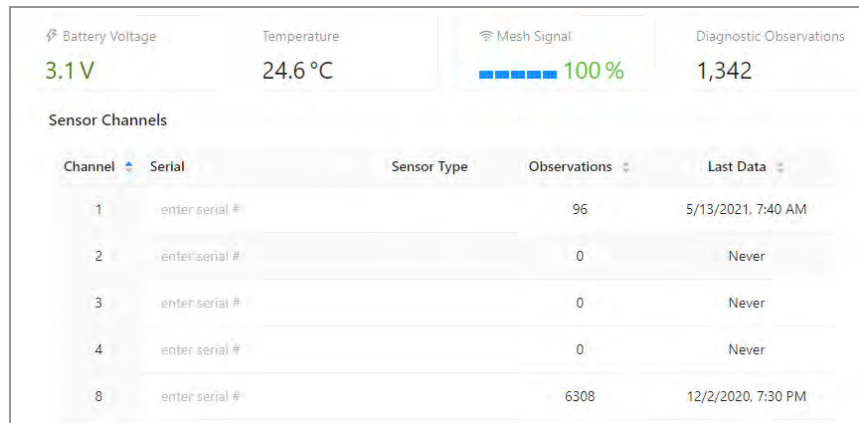 Battery Voltage Temperature Mesh Signal Diagnostic Observations
3.1 V 24.6 °C 100 % 1,342
Sensor Channels
Channel Serial Sensor Type Observations Last Data
1 enter serial # 96 5/13/2021, 7:40 AM
2 enter serial # 0 Never
3 enter serial # 0 Never
4 enter serial # 0 Never
8 enter serial # 6308 12/2/2020, 7:30 PM